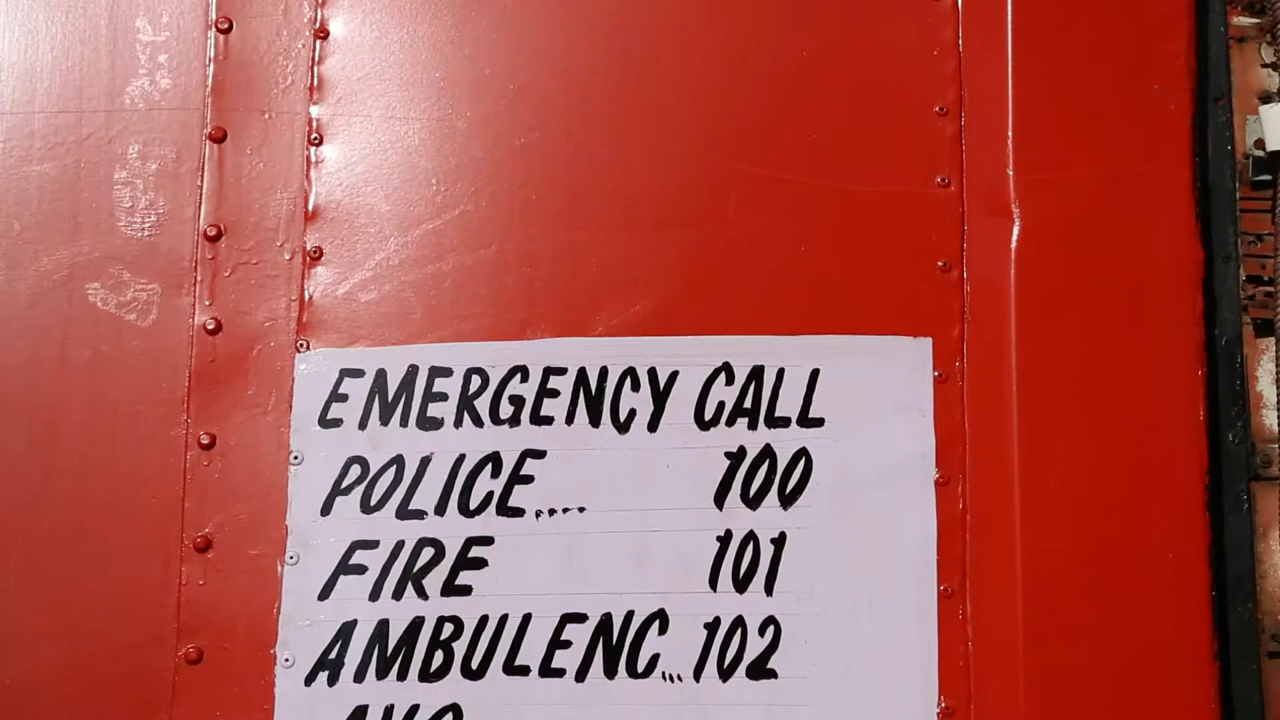 EMERGENCY CALL
POLICE.... 100
FIRE 101
AMBULENC...102